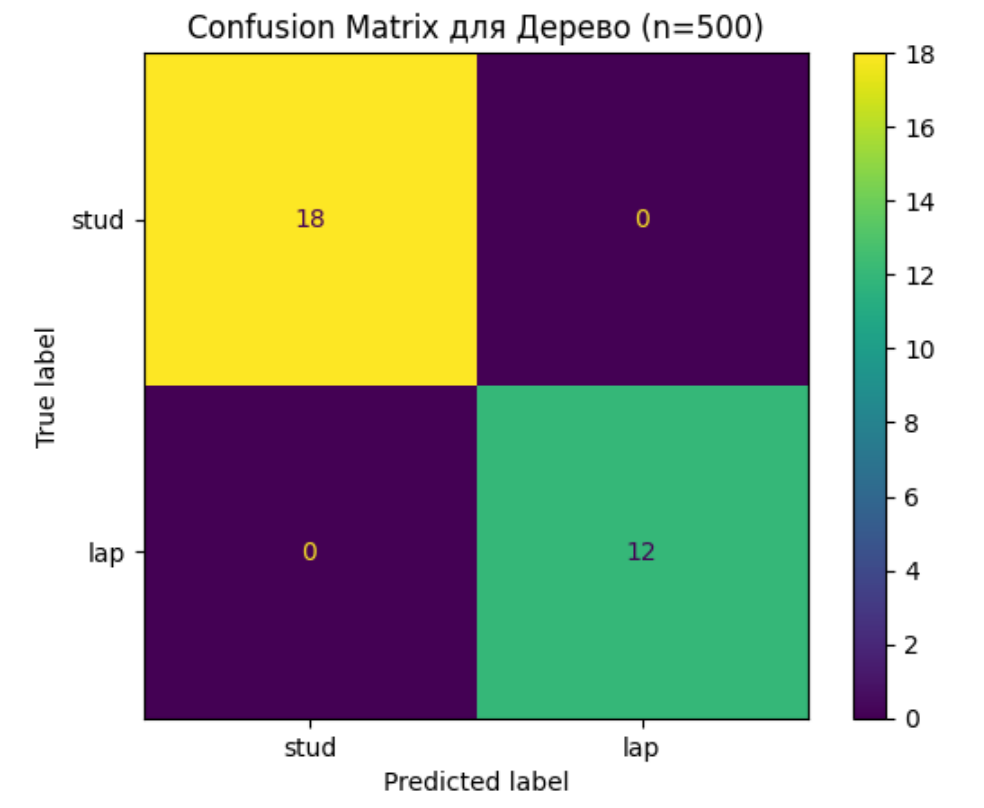 Confusion Matrix для Дерево (n=500)
18
16
14
12
10
8
6
4
2
0
True label
stud
18
0
lap
0
12
stud
lap
Predicted label